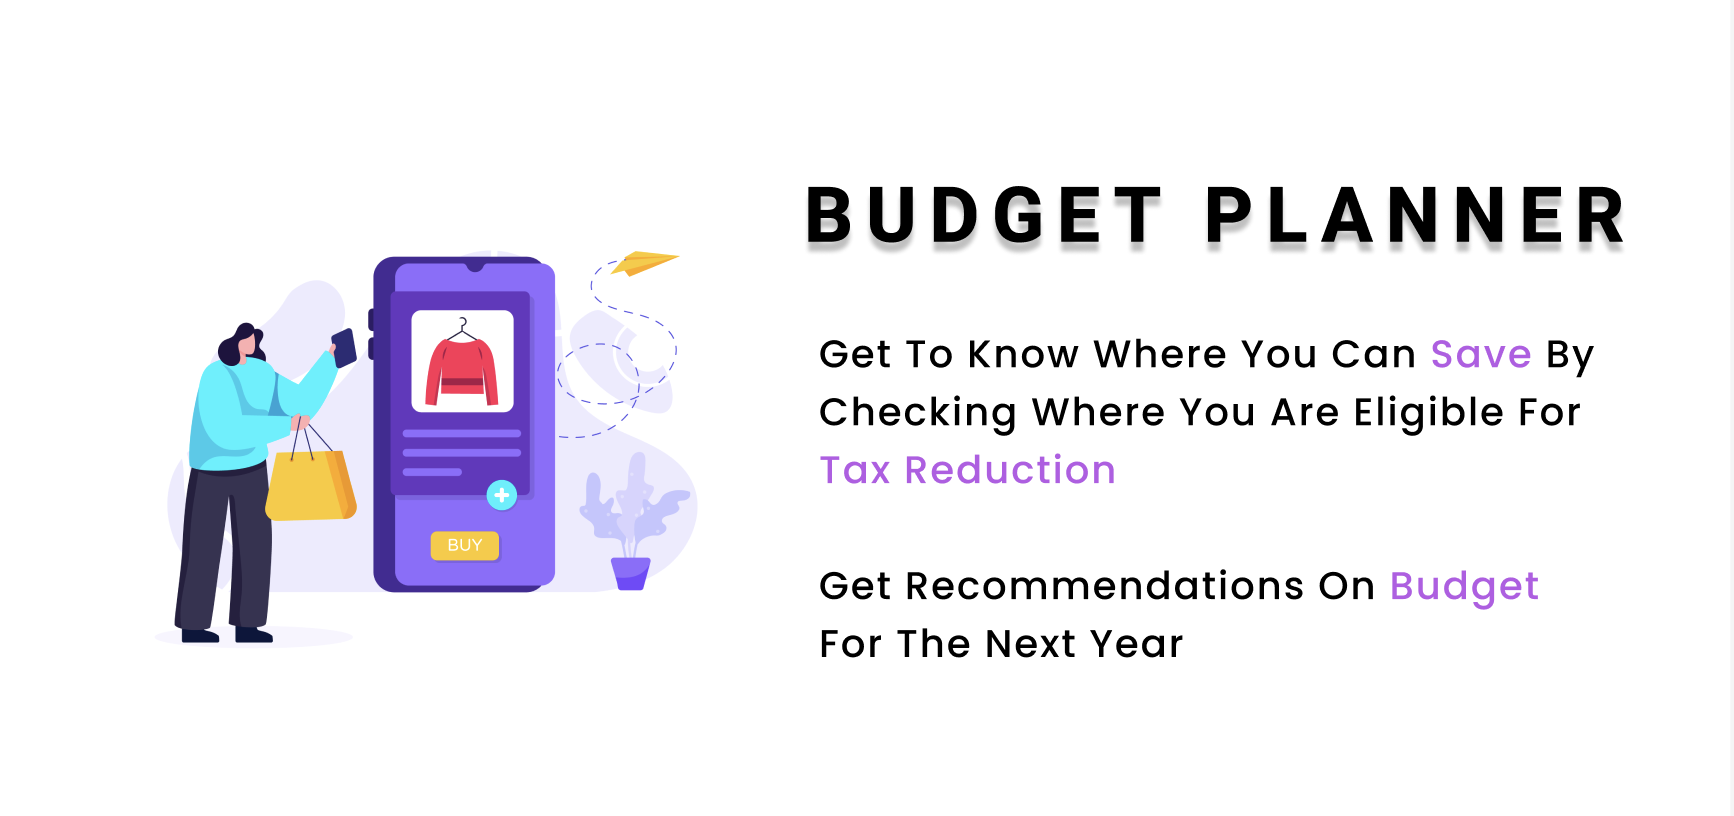 BUDGET PLANNER
Get To Know Where You Can Save By
Checking Where You Are Eligible For
Tax Reduction
Get Recommendations On Budget
For The Next Year
BUY